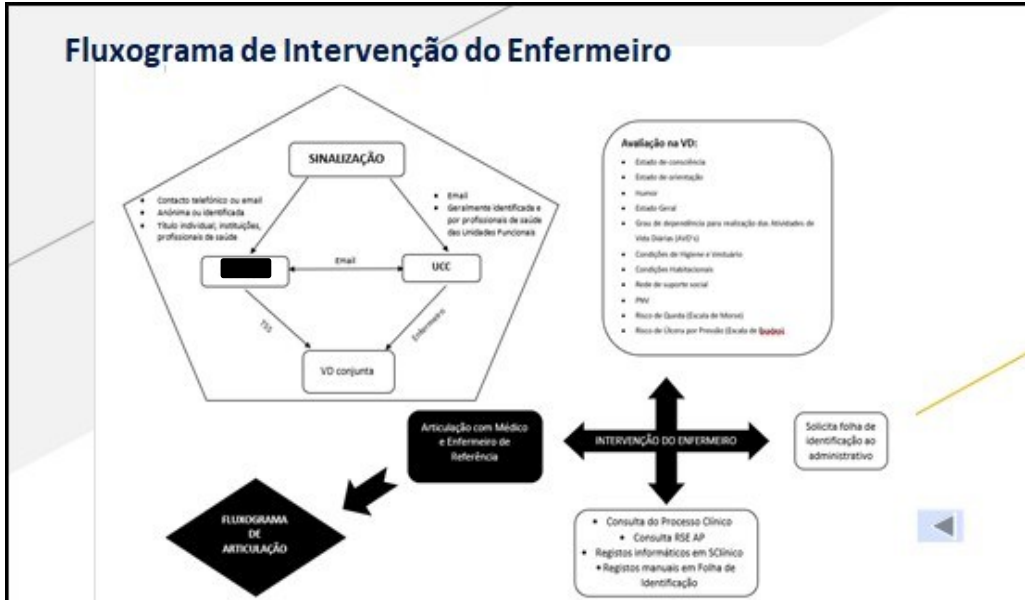 Fluxograma de Intervenção do Enfermeiro
SINALIZAÇÃO
• Contacto telefónico ou email
• Anónima ou identificada
• Título individual, instituições,
profissionais de saúde
• Email
• Geralmente identificada e
por profissionais de saúde
das Unidades Funcionais
Email
UCC
TSS
Enfermeiro
VD conjunta
Avaliação na VD:
• Estado de consciência
• Estado de orientação
• Humor
• Estado Geral
• Grau de dependência para realização das Atividades de
Vida Diárias (AVD's)
• Condições de Higiene e Vestuário
• Condições Habitacionais
• Rede de suporte social
• PNV
• Risco de Queda (Escala de Morse)
• Risco de Úlcera por Pressão (Escala de
Articulação com Médico
e Enfermeiro de
Referência
INTERVENÇÃO DO ENFERMEIRO
Solicita folha de
identificação ao
administrativo
FLUXOGRAMA
DE
ARTICULAÇÃO
• Consulta do Processo Clínico
• Consulta RSE AP
• Registos informáticos em SClínico
• Registos manuais em Folha de
Identificação